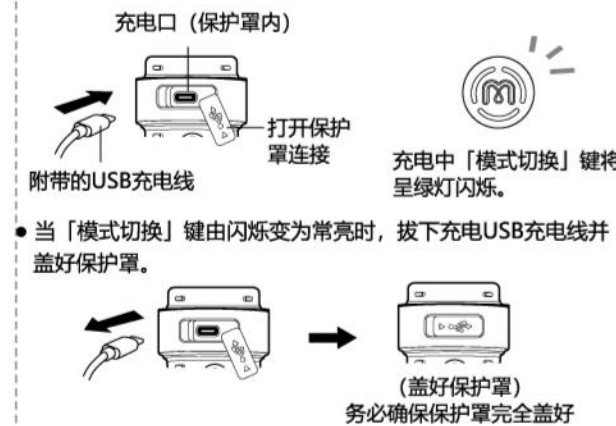 充电口（保护罩内）
打开保护
罩连接
附带的USB充电线
充电中「模式切换」键将
呈绿灯闪烁。
● 当「模式切换」键由闪烁变为常亮时，拔下充电USB充电线并
盖好保护罩。
（盖好保护罩）
务必确保保护罩完全盖好